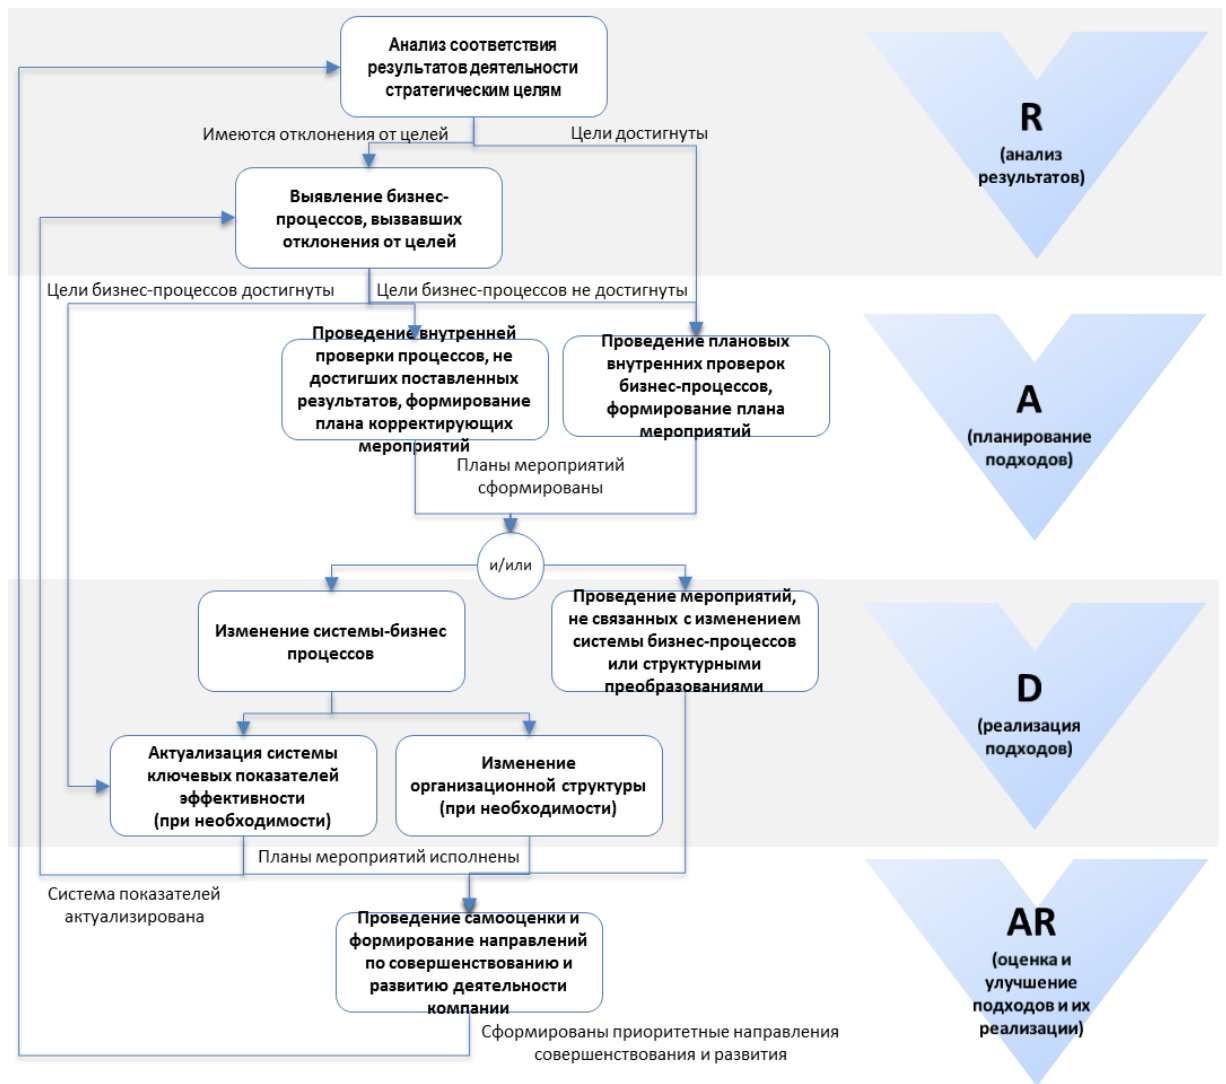 Анализ соответствия
результатов деятельности
стратегическим целям
Имеются отклонения от целей
Цели достигнуты
R
(анализ
результатов)
Выявление бизнес-
процессов, вызвавших
отклонения от целей
Цели бизнес-процессов достигнуты
Цели бизнес-процессов не достигнуты
Проведение внутренней
проверки процессов, не
достигших поставленных
результатов, формирование
плана корректирующих
мероприятий
Проведение плановых
внутренних проверок
бизнес-процессов,
формирование плана
мероприятий
A
(планирование
подходов)
Планы мероприятий
сформированы
и/или
Изменение системы-бизнес
процессов
Проведение мероприятий,
не связанных с изменением
системы бизнес-процессов
или структурными
преобразованиями
D
(реализация
подходов)
Актуализация системы
ключевых показателей
эффективности
(при необходимости)
Изменение
организационной структуры
(при необходимости)
Планы мероприятий исполнены
Система показателей
актуализирована
Проведение самооценки и
формирование направлений
по совершенствованию и
развитию деятельности
компании
AR
(оценка и
улучшение
подходов и их
реализации)
Сформированы приоритетные направления
совершенствования и развития